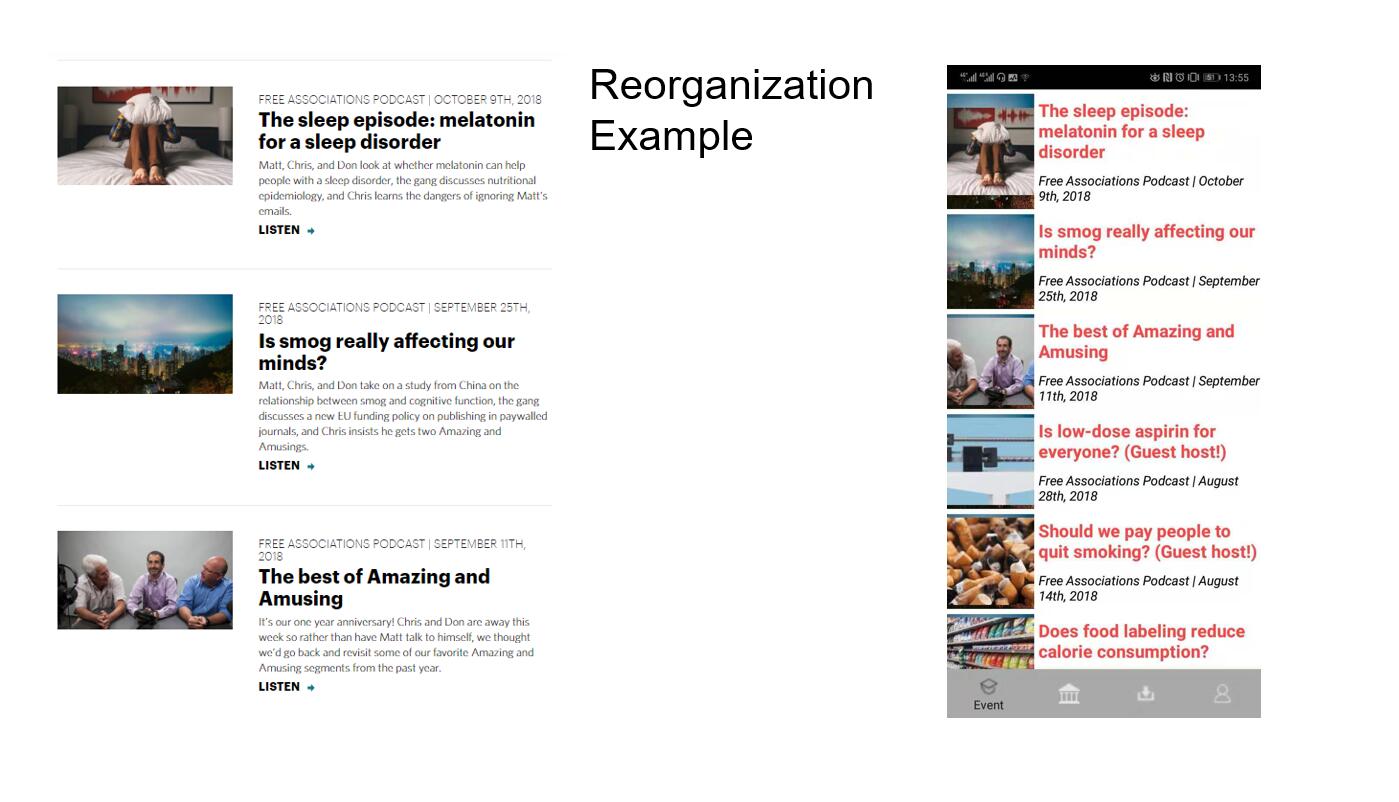 FREE ASSOCIATIONS PODCAST | OCTOBER 9TH, 2018
The sleep episode: melatonin
for a sleep disorder
Matt, Chris, and Don look at whether melatonin can help
people with a sleep disorder, the gang discusses nutritional
epidemiology, and Chris learns the dangers of ignoring Matt's
emails.
LISTEN
FREE ASSOCIATIONS PODCAST | SEPTEMBER 25TH,
2018
Is smog really affecting our
minds?
Matt, Chris, and Don take on a study from China on the
relationship between smog and cognitive function, the gang
discusses a new EU funding policy on publishing in paywalled
journals, and Chris insists he gets two Amazing and
Amusings.
LISTEN
FREE ASSOCIATIONS PODCAST | SEPTEMBER 11TH,
2018
The best of Amazing and
Amusing
It's our one year anniversary! Chris and Don are away this
week so rather than have Matt talk to himself, we thought
we'd go back and revisit some of our favorite Amazing and
Amusing segments from the past year.
LISTEN
Reorganization
Example
13:55
The sleep episode:
melatonin for a sleep
disorder
Free Associations Podcast | October
9th, 2018
Is smog really affecting our
minds?
Free Associations Podcast | September
25th, 2018
The best of Amazing and
Amusing
Free Associations Podcast | September
11th, 2018
Is low-dose aspirin for
everyone? (Guest host!)
Free Associations Podcast | August
28th, 2018
Should we pay people to
quit smoking? (Guest host!)
Free Associations Podcast | August
14th, 2018
Does food labeling reduce
calorie consumption?
Event